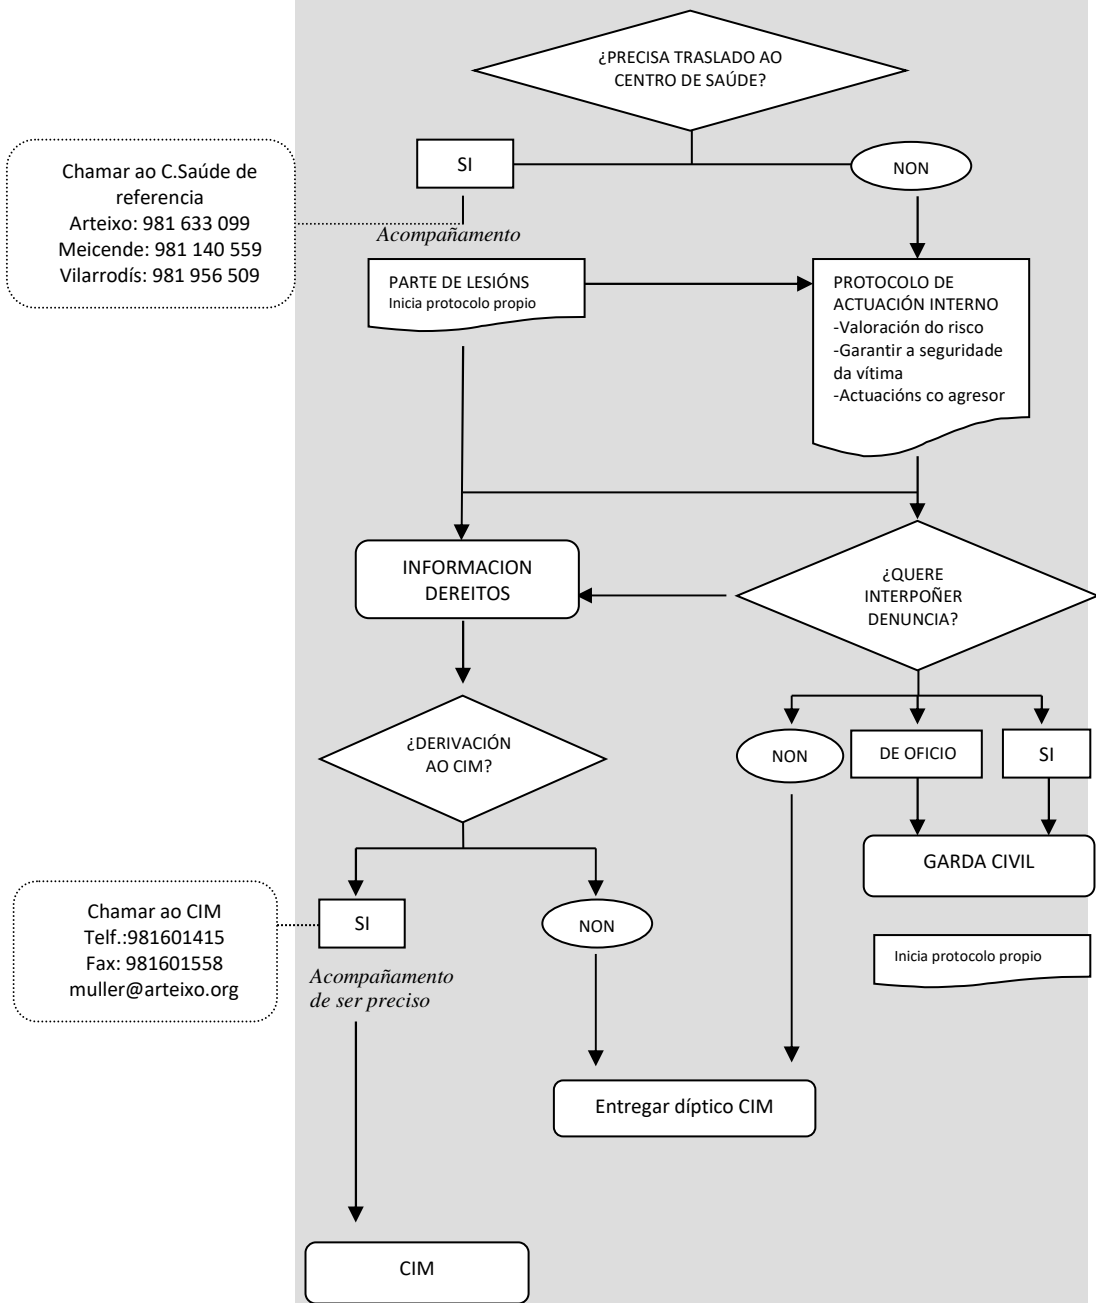 ¿PRECISA TRASLADO AO
CENTRO DE SAÚDE?
SI
NON
Chamar ao C.Saúde de
referencia
Arteixo: 981 633 099
Meicende: 981 140 559
Vilarrodís: 981 956 509
Acompañamento
PARTE DE LESIÓNS
Inicia protocolo propio
PROTOCOLO DE
ACTUACIÓN INTERNO
-Valoración do risco
-Garantir a seguridade
da vítima
-Actuacións co agresor
INFORMACION
DEREITOS
¿QUERE
INTERPOÑER
DENUNCIA?
¿DERIVACIÓN
AO CIM?
NON
DE OFICIO
SI
GARDA CIVIL
Chamar ao CIM
Telf.:981601415
Fax: 981601558
muller@arteixo.org
SI
NON
Inicia protocolo propio
Acompañamento
de ser preciso
Entregar díptico CIM
CIM